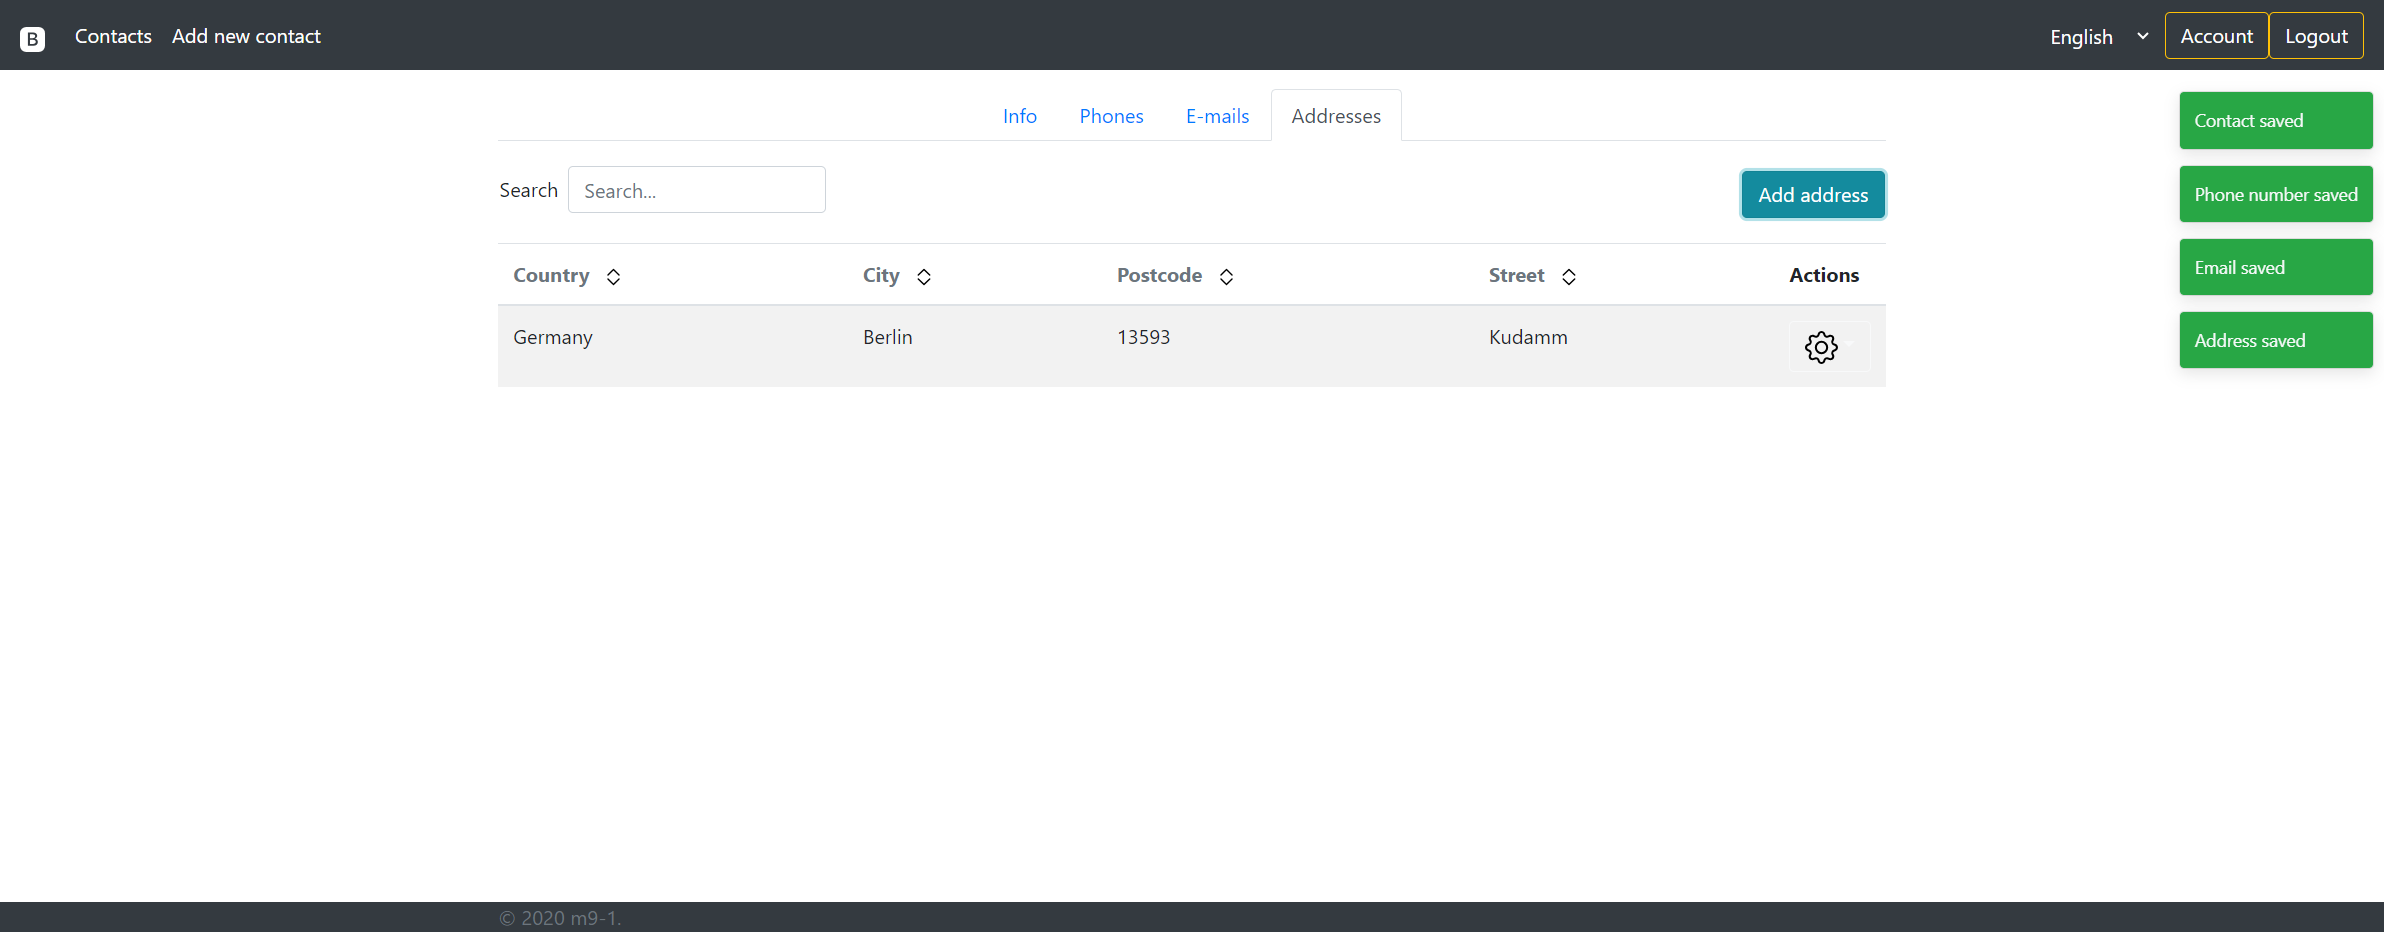 B Contacts Add new contact English Account Logout
Info Phones E-mails Addresses
Search Search... Add address
Country City Postcode Street Actions
Germany Berlin 13593 Kudamm
Contact saved
Phone number saved
Email saved
Address saved
© 2020 m9-1.